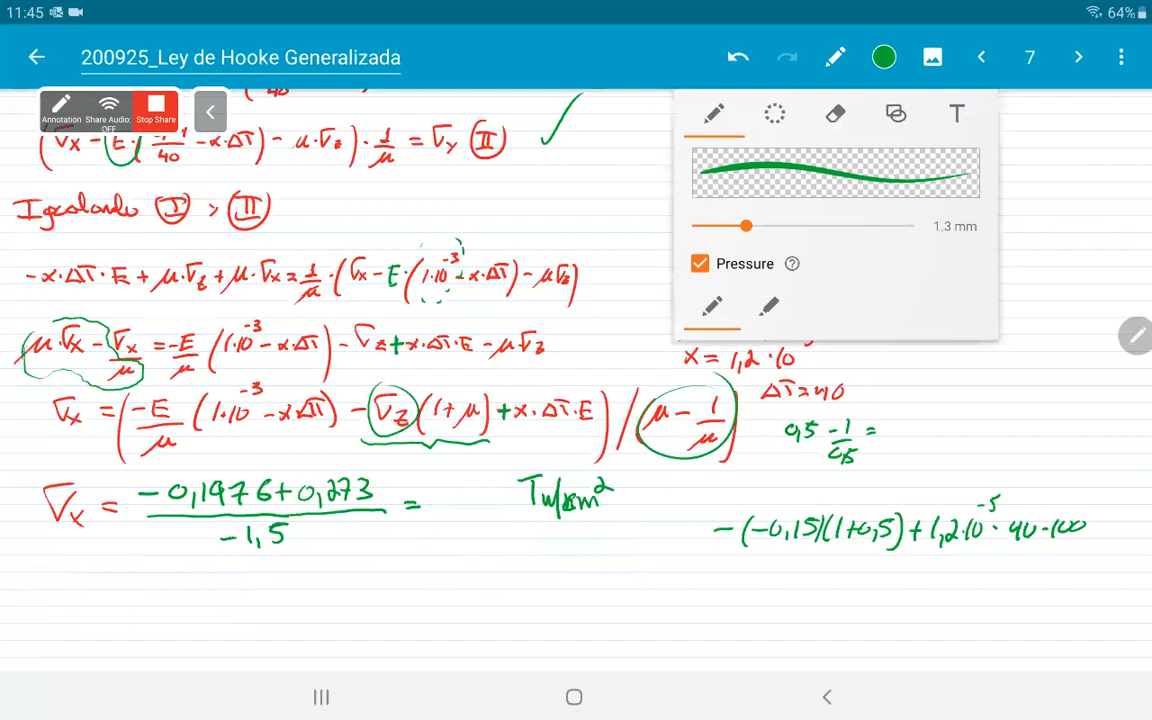 11:45
64%
200925_Ley de Hooke Generalizada
7
Annotation
Share Audio: OFF
Stop Share
1.3 mm
Pressure
40
(σx - E·( 1/40 - α·ΔT) - μ·σz)·1/μ = σy (II)
Igualando (I) y (II)
-α·ΔT·E + μ·σz + μ·σx = 1/μ·(σx - E·(1·10^-3 - α·ΔT) - μσz)
μ·σx - σx/μ = -E/μ (1·10^-3 - α·ΔT) - σz + α·ΔT·E - μσz
σx = (-E/μ (1·10^-3 - α·ΔT) - σz(1+μ) + α·ΔT·E) / (μ - 1/μ)
α = 1,2·10
ΔT = 40
0,5 - 1/0,5 =
σx = (-0,1976 + 0,273)/-1,5 = Tn/cm²
-(-0,15)(1+0,5) + 1,2·10^-5·40·100